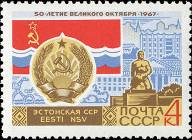 50-ЛЕТИЕ ВЕЛИКОГО ОКТЯБРЯ • 1967 •
ЭСТОНСКАЯ ССР
EESTI NSV
ПОЧТА
СССР
4